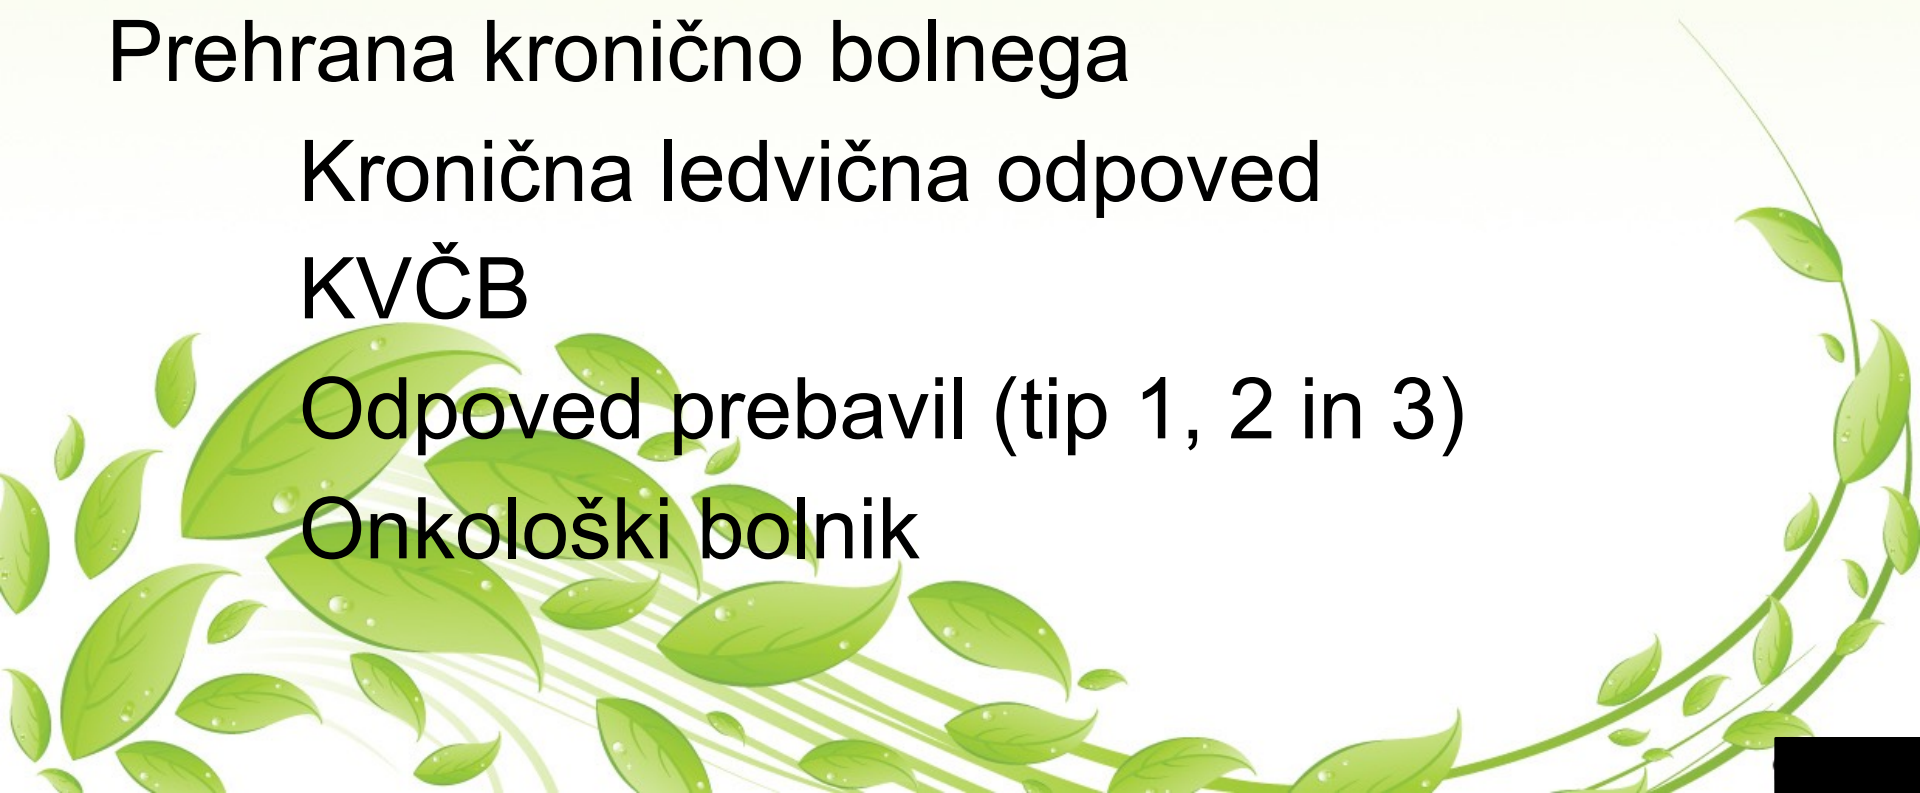 Prehrana kronično bolnega
Kronična ledvična odpoved
KVČB
Odpoved prebavil (tip 1, 2 in 3)
Onkološki bolnik